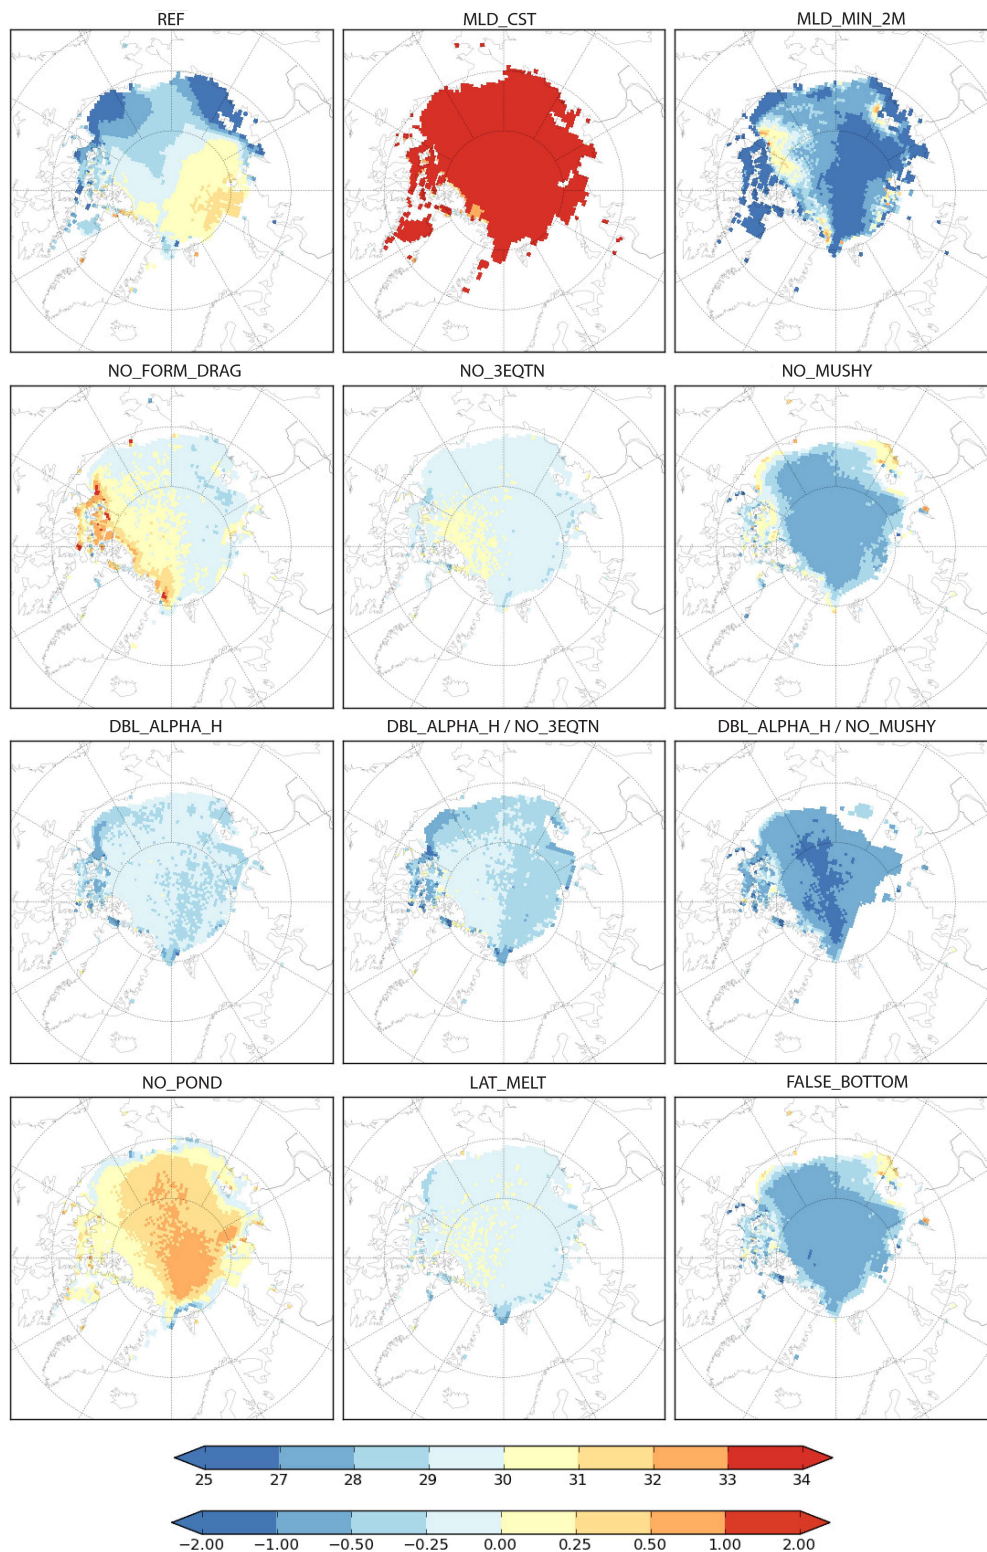 REF MLD_CST MLD_MIN_2M
NO_FORM_DRAG NO_3EQTN NO_MUSHY
DBL_ALPHA_H DBL_ALPHA_H / NO_3EQTN DBL_ALPHA_H / NO_MUSHY
NO_POND LAT_MELT FALSE_BOTTOM
25 27 28 29 30 31 32 33 34
−2.00 −1.00 −0.50 −0.25 0.00 0.25 0.50 1.00 2.00